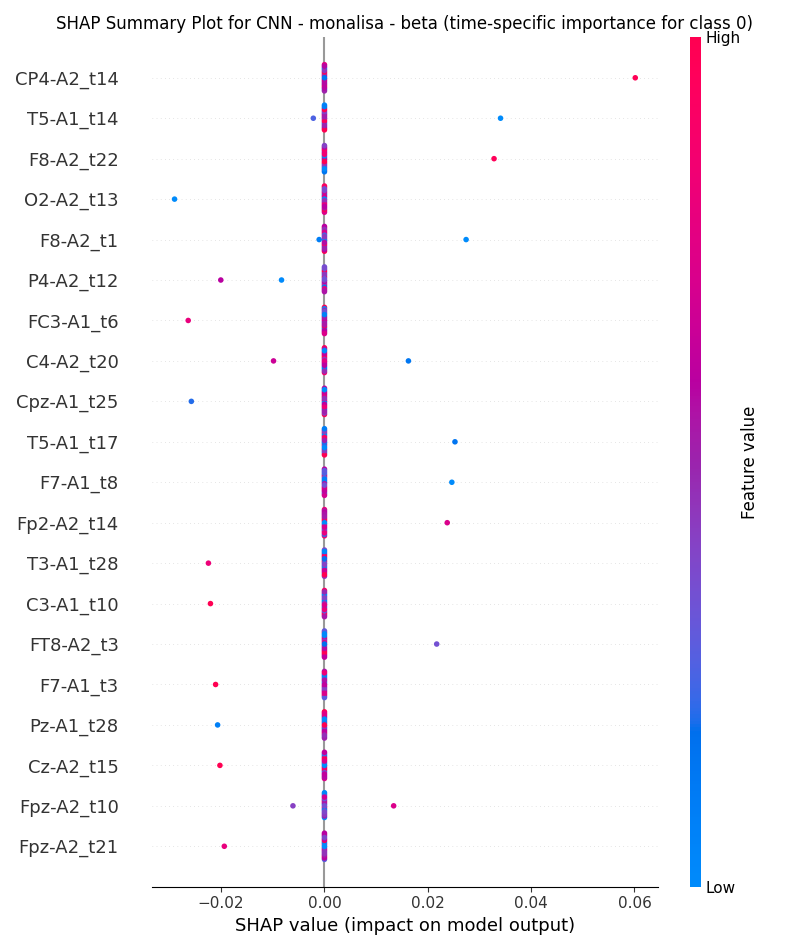 SHAP Summary Plot for CNN - monalisa - beta (time-specific importance for class 0)
High
CP4-A2_t14
T5-A1_t14
F8-A2_t22
O2-A2_t13
F8-A2_t1
P4-A2_t12
FC3-A1_t6
C4-A2_t20
Cpz-A1_t25
T5-A1_t17
F7-A1_t8
Fp2-A2_t14
T3-A1_t28
C3-A1_t10
FT8-A2_t3
F7-A1_t3
Pz-A1_t28
Cz-A2_t15
Fpz-A2_t10
Fpz-A2_t21
Feature value
Low
−0.02 0.00 0.02 0.04 0.06
SHAP value (impact on model output)